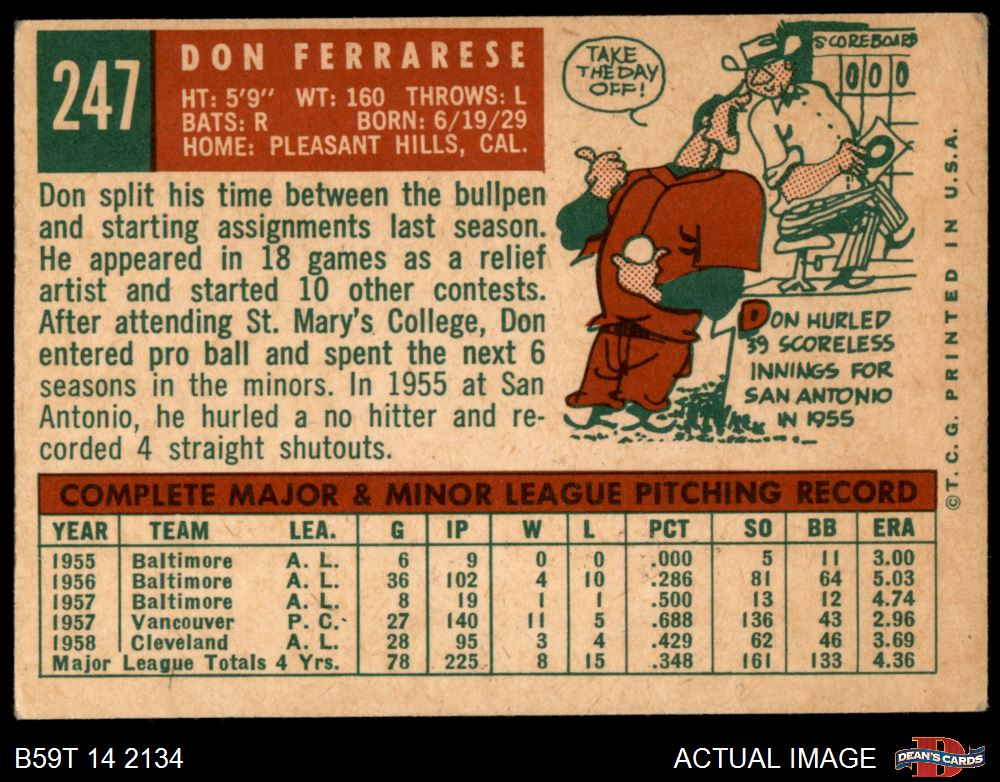 247
DON FERRARESE
HT: 5'9" WT: 160 THROWS: L
BATS: R BORN: 6/19/29
HOME: PLEASANT HILLS, CAL.
Don split his time between the bullpen
and starting assignments last season.
He appeared in 18 games as a relief
artist and started 10 other contests.
After attending St. Mary's College, Don
entered pro ball and spent the next 6
seasons in the minors. In 1955 at San
Antonio, he hurled a no hitter and re-
corded 4 straight shutouts.
TAKE
THE DAY
OFF!
SCOREBOARD
000
DON HURLED
39 SCORELESS
INNINGS FOR
SAN ANTONIO
IN 1955
© T. C. G. PRINTED IN U. S. A.
COMPLETE MAJOR & MINOR LEAGUE PITCHING RECORD
YEAR TEAM LEA. G IP W L PCT SO BB ERA
1955 Baltimore A. L. 6 9 0 0 .000 5 11 3.00
1956 Baltimore A. L. 36 102 4 10 .286 81 64 5.03
1957 Baltimore A. L. 8 19 1 1 .500 13 12 4.74
1957 Vancouver P. C. 27 140 11 5 .688 136 43 2.96
1958 Cleveland A. L. 28 95 3 4 .429 62 46 3.69
Major League Totals 4 Yrs. 78 225 8 15 .348 161 133 4.36
B59T 14 2134
ACTUAL IMAGE
D
DEAN'S CARDS